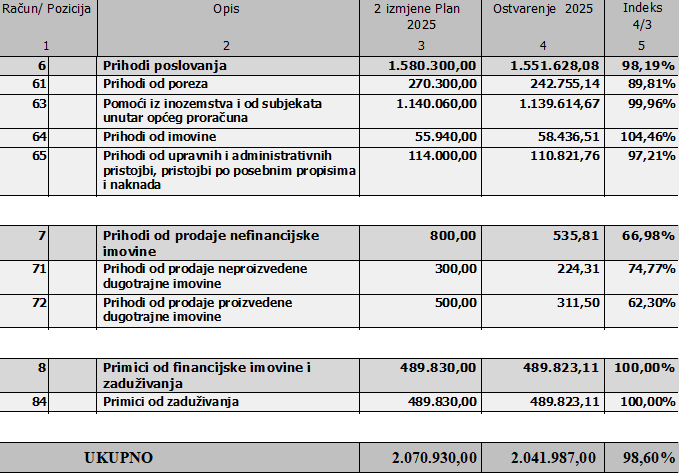 Račun/ Pozicija Opis 2 izmjene Plan 2025 Ostvarenje 2025 Indeks 4/3
1 2 3 4 5
6 Prihodi poslovanja 1.580.300,00 1.551.628,08 98,19%
61 Prihodi od poreza 270.300,00 242.755,14 89,81%
63 Pomoći iz inozemstva i od subjekata 1.140.060,00 1.139.614,67 99,96%
unutar općeg proračuna
64 Prihodi od imovine 55.940,00 58.436,51 104,46%
65 Prihodi od upravnih i administrativnih 114.000,00 110.821,76 97,21%
pristojbi, pristojbi po posebnim propisima
i naknada
7 Prihodi od prodaje nefinancijske 800,00 535,81 66,98%
imovine
71 Prihodi od prodaje neproizvedene 300,00 224,31 74,77%
dugotrajne imovine
72 Prihodi od prodaje proizvedene 500,00 311,50 62,30%
dugotrajne imovine
8 Primici od financijske imovine i 489.830,00 489.823,11 100,00%
zaduživanja
84 Primici od zaduživanja 489.830,00 489.823,11 100,00%
UKUPNO 2.070.930,00 2.041.987,00 98,60%